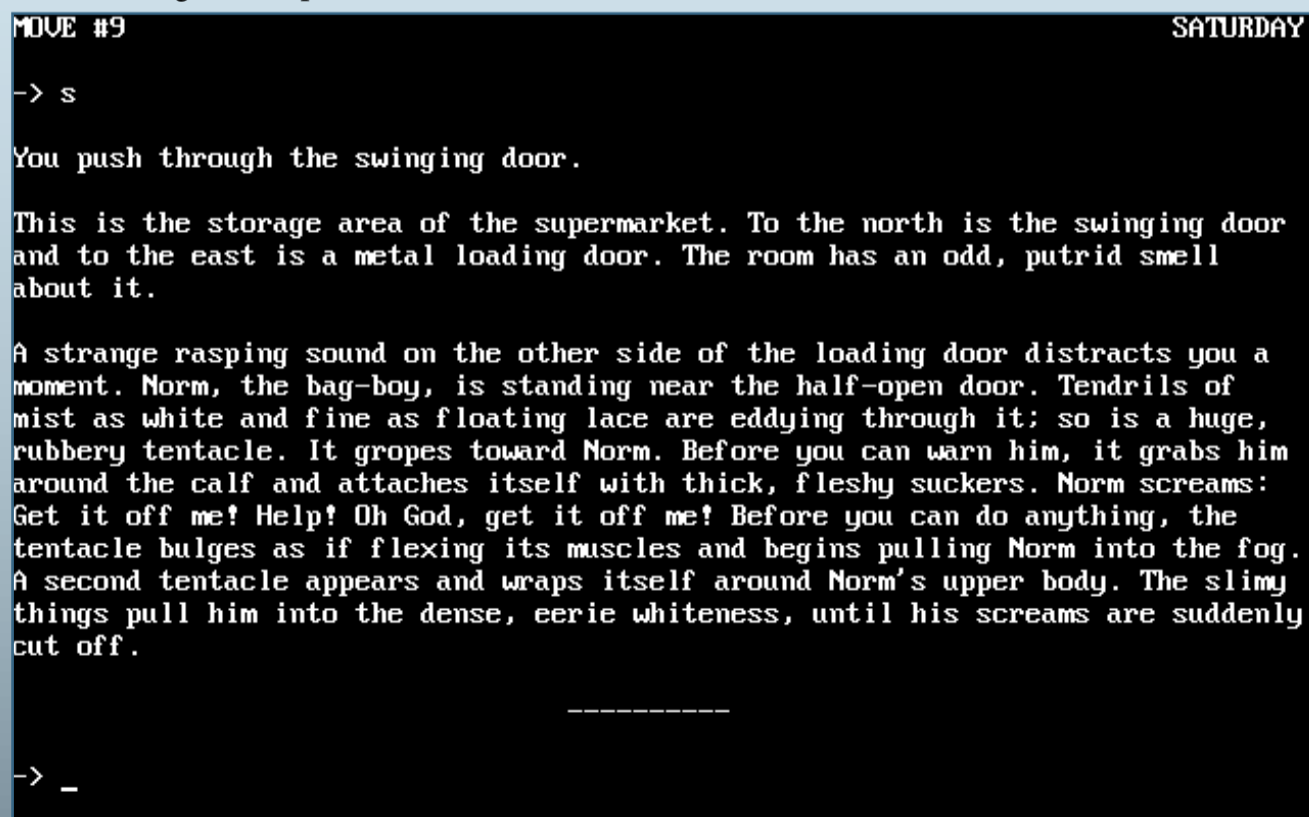 MOVE #9 SATURDAY
-> s
You push through the swinging door.
This is the storage area of the supermarket. To the north is the swinging door
and to the east is a metal loading door. The room has an odd, putrid smell
about it.
A strange rasping sound on the other side of the loading door distracts you a
moment. Norm, the bag-boy, is standing near the half-open door. Tendrils of
mist as white and fine as floating lace are eddying through it; so is a huge,
rubbery tentacle. It gropes toward Norm. Before you can warn him, it grabs him
around the calf and attaches itself with thick, fleshy suckers. Norm screams:
Get it off me! Help! Oh God, get it off me! Before you can do anything, the
tentacle bulges as if flexing its muscles and begins pulling Norm into the fog.
A second tentacle appears and wraps itself around Norm's upper body. The slimy
things pull him into the dense, eerie whiteness, until his screams are suddenly
cut off.
----------
-> _